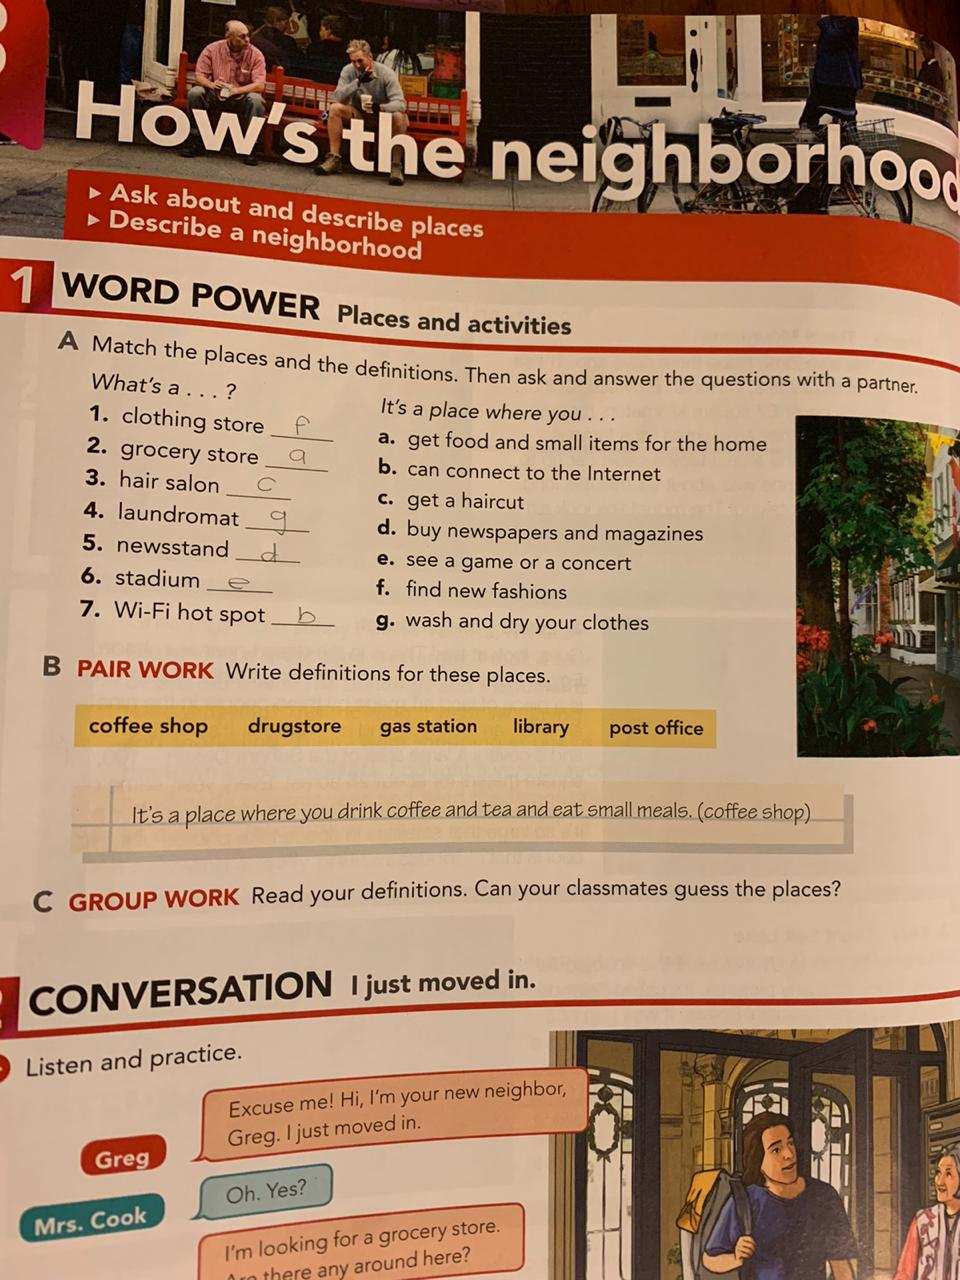 How's the neighborhood
▸ Ask about and describe places
▸ Describe a neighborhood
1 WORD POWER Places and activities
A Match the places and the definitions. Then ask and answer the questions with a partner.
What's a . . . ?
1. clothing store f
2. grocery store a
3. hair salon c
4. laundromat g
5. newsstand d
6. stadium e
7. Wi-Fi hot spot b
It's a place where you . . .
a. get food and small items for the home
b. can connect to the Internet
c. get a haircut
d. buy newspapers and magazines
e. see a game or a concert
f. find new fashions
g. wash and dry your clothes
B PAIR WORK Write definitions for these places.
coffee shop drugstore gas station library post office
It's a place where you drink coffee and tea and eat small meals. (coffee shop)
C GROUP WORK Read your definitions. Can your classmates guess the places?
CONVERSATION I just moved in.
Listen and practice.
Greg
Excuse me! Hi, I'm your new neighbor,
Greg. I just moved in.
Mrs. Cook
Oh. Yes?
I'm looking for a grocery store.
Are there any around here?